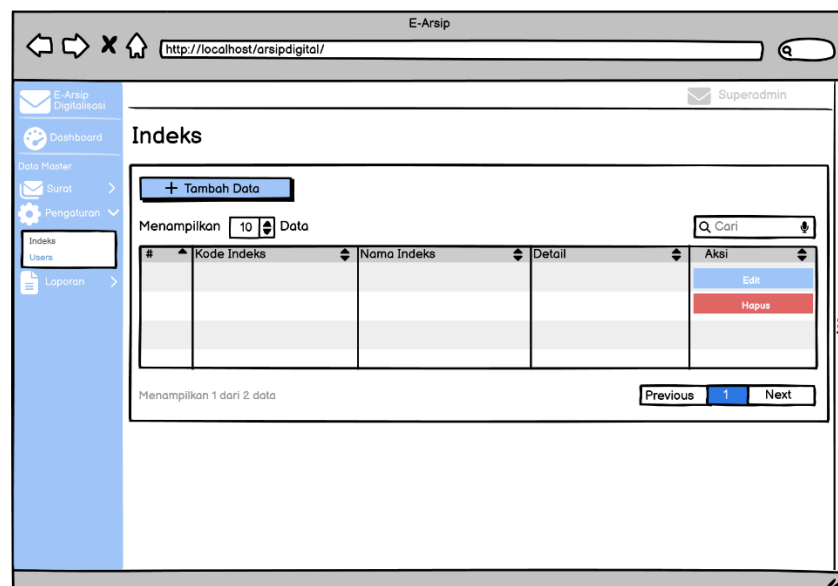 E-Arsip
http://localhost/arsipdigital/
E-Arsip
Digitalisasi
Superadmin
Dashboard
Indeks
Data Master
Surat
Pengaturan
Indeks
Users
Laporan
+ Tambah Data
Menampilkan 10 Data
Cari
# Kode Indeks Nama Indeks Detail Aksi
Edit
Hapus
Menampilkan 1 dari 2 data
Previous 1 Next